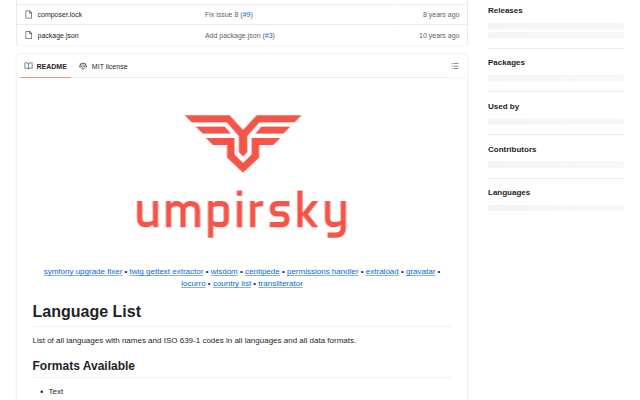 composer.lock Fix issue 8 (#9) 8 years ago
package.json Add package.json (#3) 10 years ago
README MIT license
umpirsky
symfony upgrade fixer • twig gettext extractor • wisdom • centipede • permissions handler • extraload • gravatar •
locurro • country list • transliterator
Language List
List of all languages with names and ISO 639-1 codes in all languages and all data formats.
Formats Available
• Text
Releases
Packages
Used by
Contributors
Languages